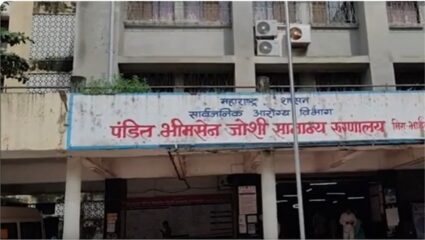 महाराष्ट्र शासन
सार्वजनिक आरोग्य विभाग
पंडित भीमसेन जोशी सामान्य रुग्णालय